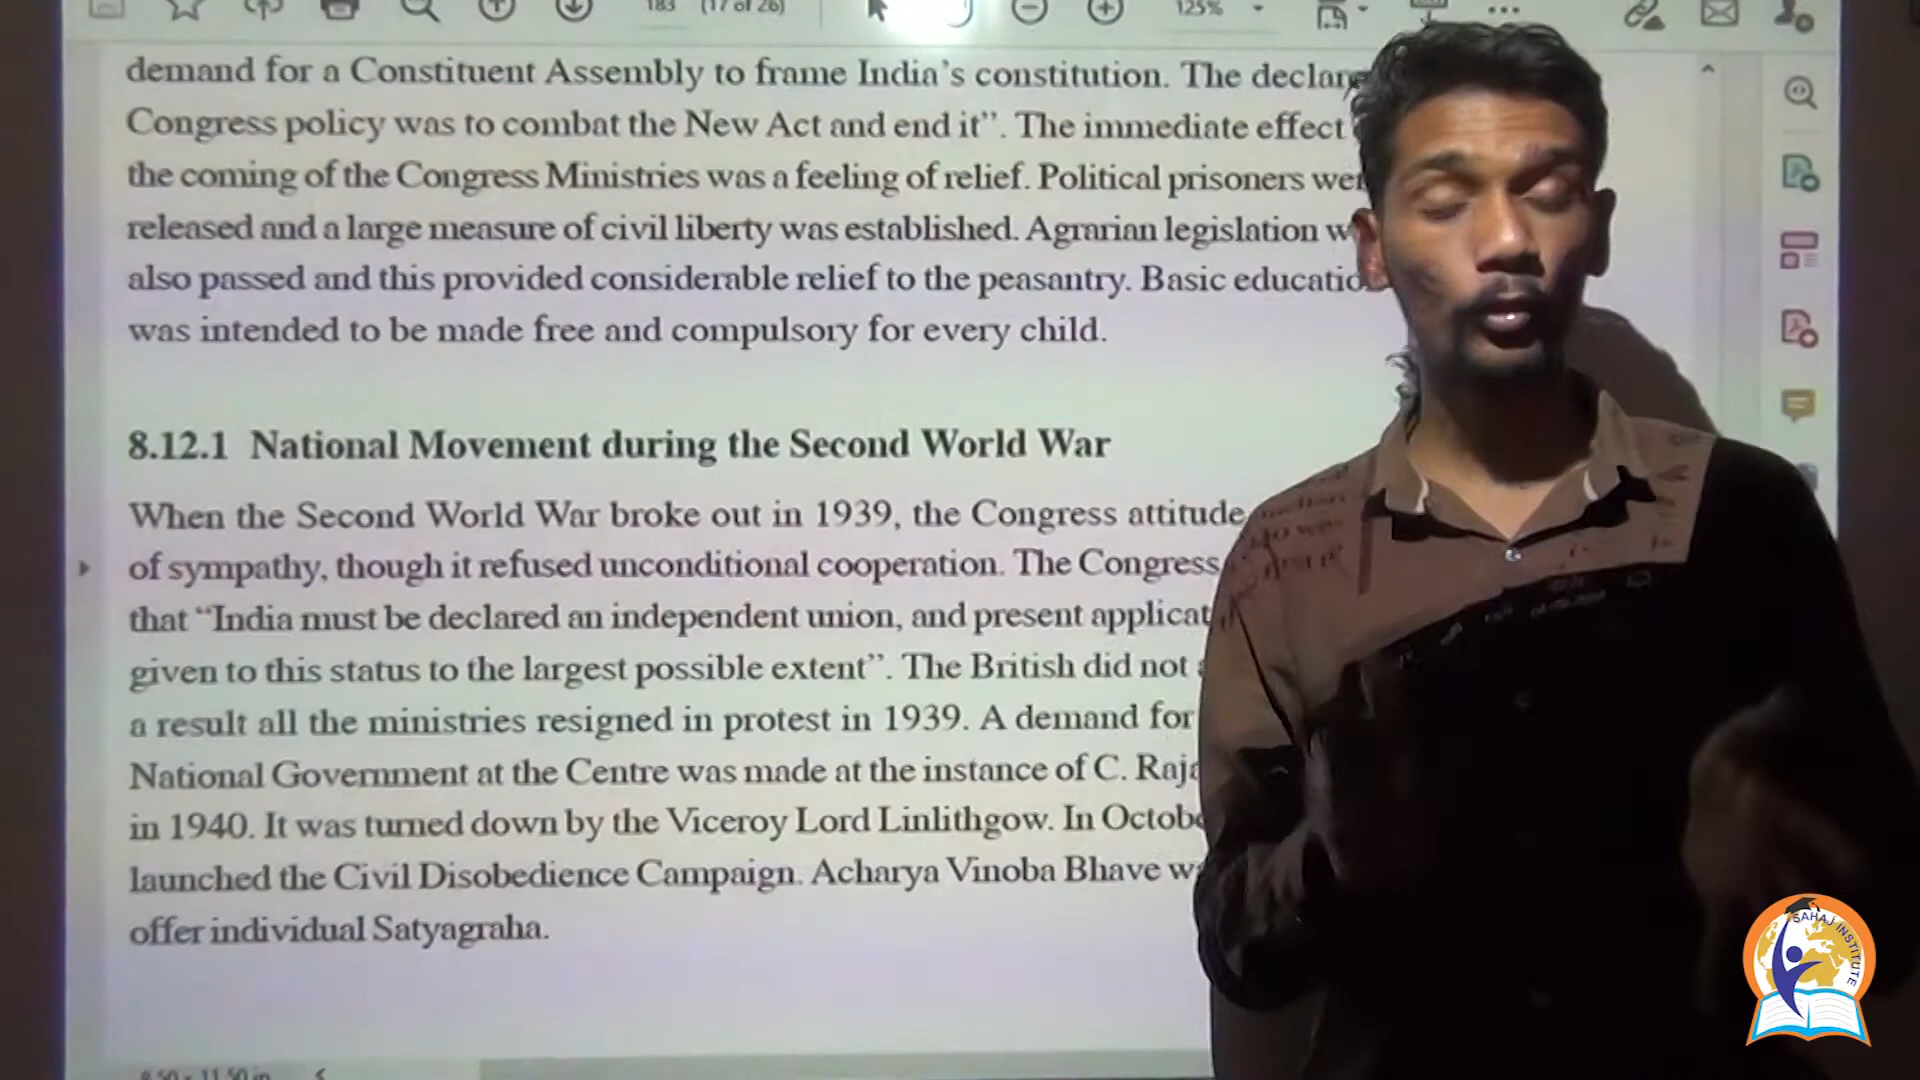 183 (17 of 26)
125%
demand for a Constituent Assembly to frame India's constitution. The
Congress policy was to combat the New Act and end it". The immediate effect
the coming of the Congress Ministries was a feeling of relief. Political prisoners
released and a large measure of civil liberty was established. Agrarian legislation
also passed and this provided considerable relief to the peasantry. Basic
was intended to be made free and compulsory for every child.
8.12.1 National Movement during the Second World War
When the Second World War broke out in 1939, the Congress attitude
of sympathy, though it refused unconditional cooperation. The Congress
that "India must be declared an independent union, and present
given to this status to the largest possible extent". The British did not
a result all the ministries resigned in protest in 1939. A demand for
National Government at the Centre was made at the instance of C.
in 1940. It was turned down by the Viceroy Lord Linlithgow. In
launched the Civil Disobedience Campaign. Acharya Vinoba Bhave
offer individual Satyagraha.
SAHAJ INSTITUTE